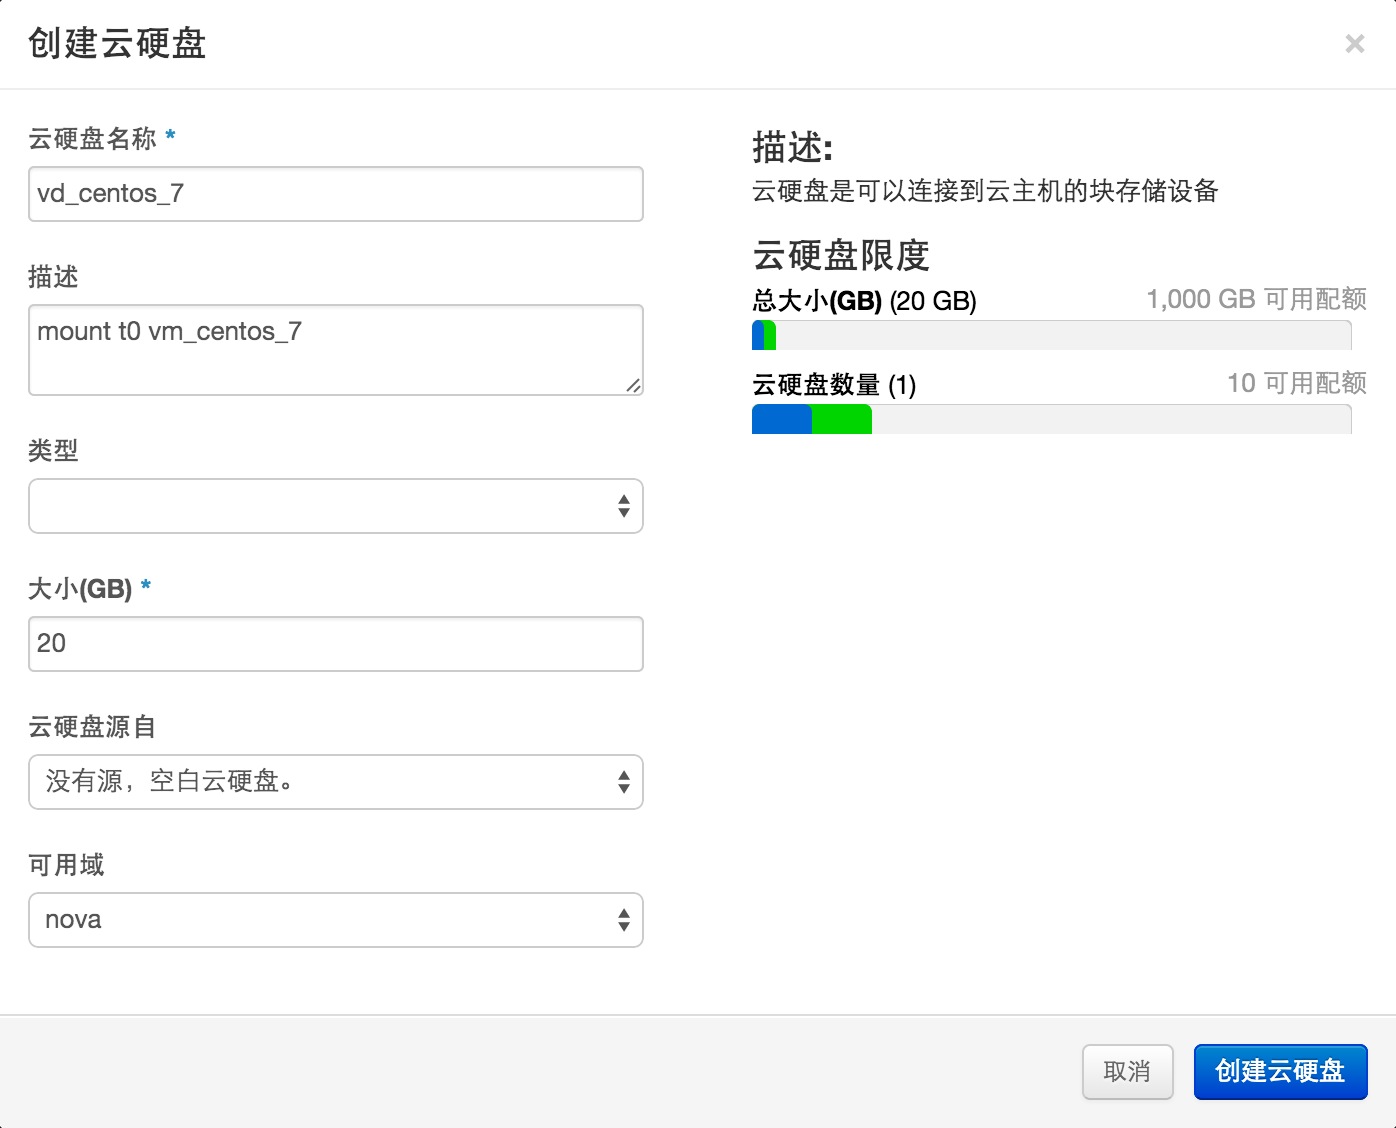 创建云硬盘
×
云硬盘名称 *
vd_centos_7
描述
mount t0 vm_centos_7
类型
大小(GB) *
20
云硬盘源自
没有源，空白云硬盘。
可用域
nova
描述:
云硬盘是可以连接到云主机的块存储设备
云硬盘限度
总大小(GB) (20 GB) 1,000 GB 可用配额
云硬盘数量 (1) 10 可用配额
取消 创建云硬盘